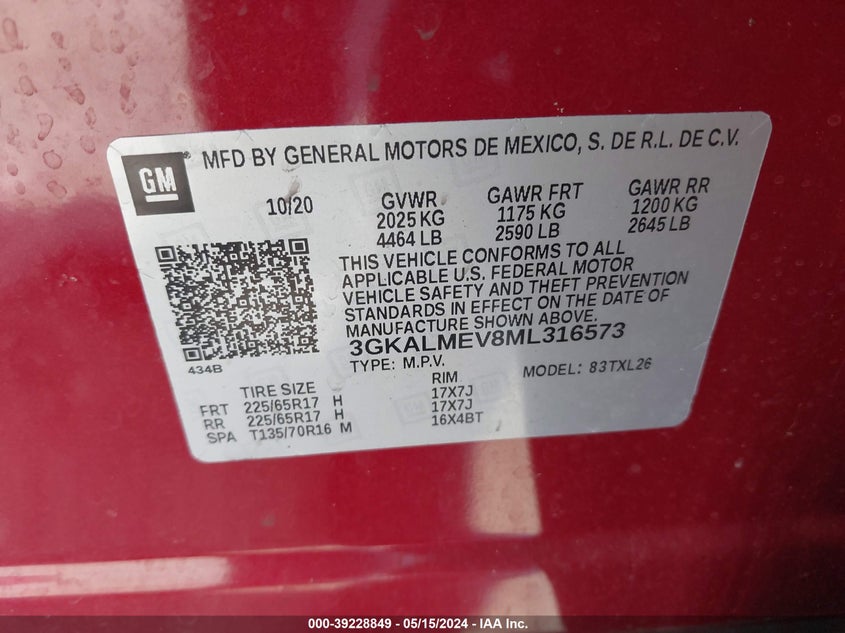 GM
MFD BY GENERAL MOTORS DE MEXICO, S. DE R.L. DE C.V.
10/20 GVWR GAWR FRT GAWR RR
2025 KG 1175 KG 1200 KG
4464 LB 2590 LB 2645 LB
THIS VEHICLE CONFORMS TO ALL
APPLICABLE U.S. FEDERAL MOTOR
VEHICLE SAFETY AND THEFT PREVENTION
STANDARDS IN EFFECT ON THE DATE OF
MANUFACTURE SHOWN ABOVE.
3GKALMEV8ML316573
434B
TYPE: M.P.V. MODEL: 83TXL26
TIRE SIZE RIM
FRT 225/65R17 H 17X7J
RR 225/65R17 H 17X7J
SPA T135/70R16 M 16X4BT
000-39228849 - 05/15/2024 - IAA Inc.